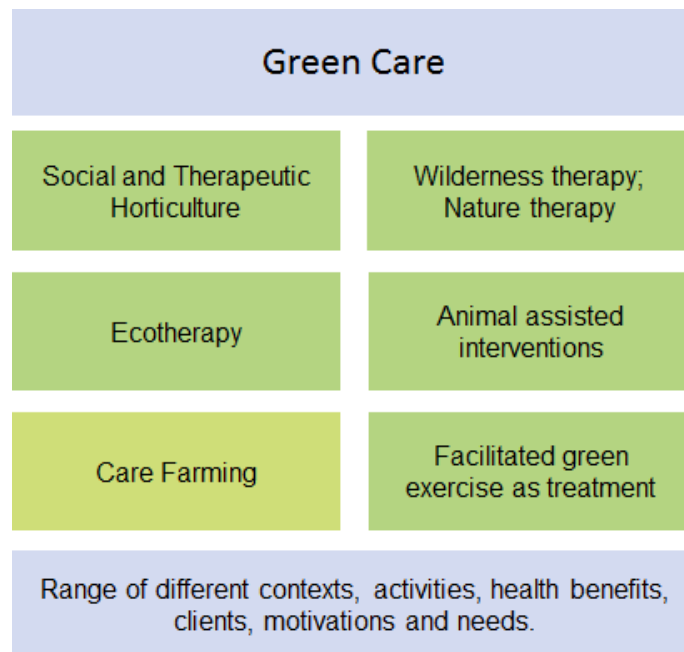 Green Care
Social and Therapeutic
Horticulture
Wilderness therapy;
Nature therapy
Ecotherapy
Animal assisted
interventions
Care Farming
Facilitated green
exercise as treatment
Range of different contexts, activities, health benefits,
clients, motivations and needs.